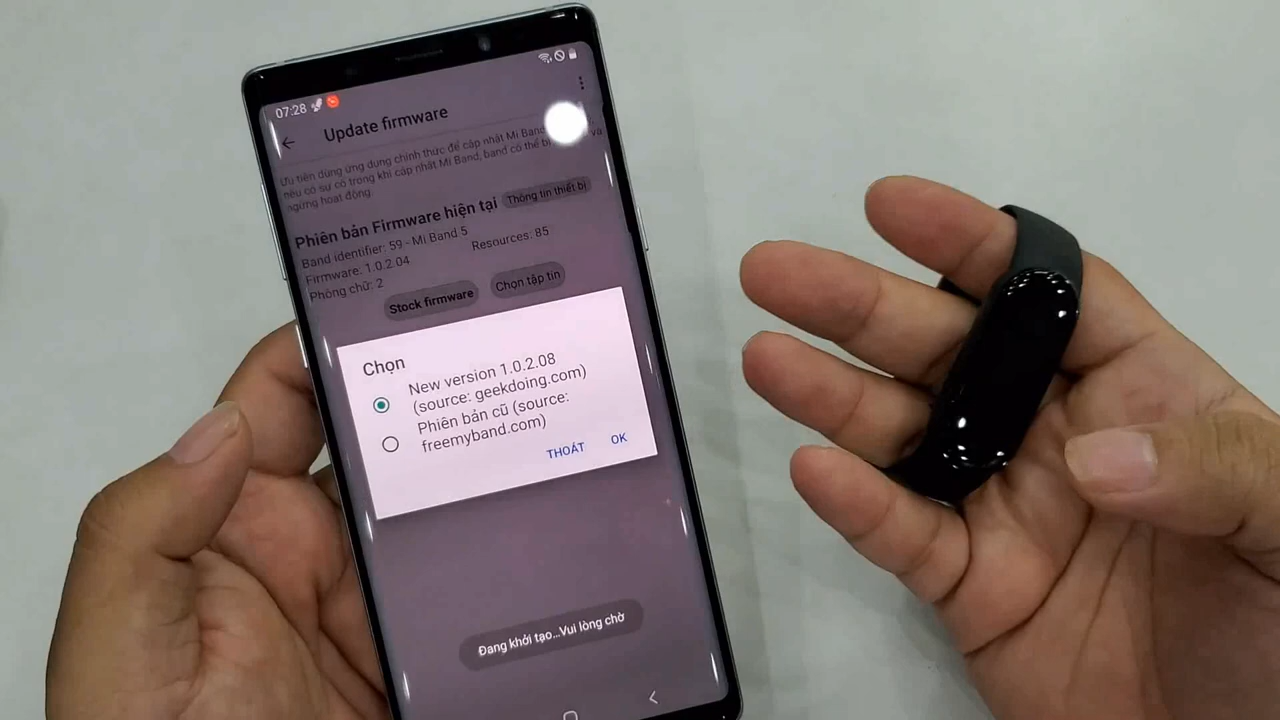 07:28
Update firmware
Ưu tiên dùng ứng dụng chính thức để cập nhật Mi Band
nếu có sự cố trong khi cập nhật Mi Band, band có thể bị và
ngừng hoạt động.
Phiên bản Firmware hiện tại Thông tin thiết bị
Band identifier: 59 - Mi Band 5
Firmware: 1.0.2.04 Resources: 85
Phông chữ: 2
Stock firmware Chọn tập tin
Chọn
New version 1.0.2.08
(source: geekdoing.com)
Phiên bản cũ (source:
freemyband.com)
THOÁT OK
Đang khởi tạo...Vui lòng chờ